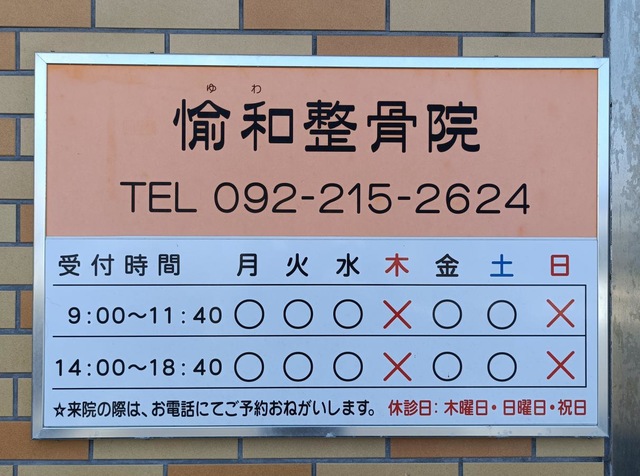 ゆわ
愉和整骨院
TEL 092-215-2624
受付時間 月 火 水 木 金 土 日
9:00～11:40 ○ ○ ○ × ○ ○ ×
14:00～18:40 ○ ○ ○ × ○ ○ ×
☆来院の際は、お電話にてご予約おねがいします。 休診日: 木曜日・日曜日・祝日